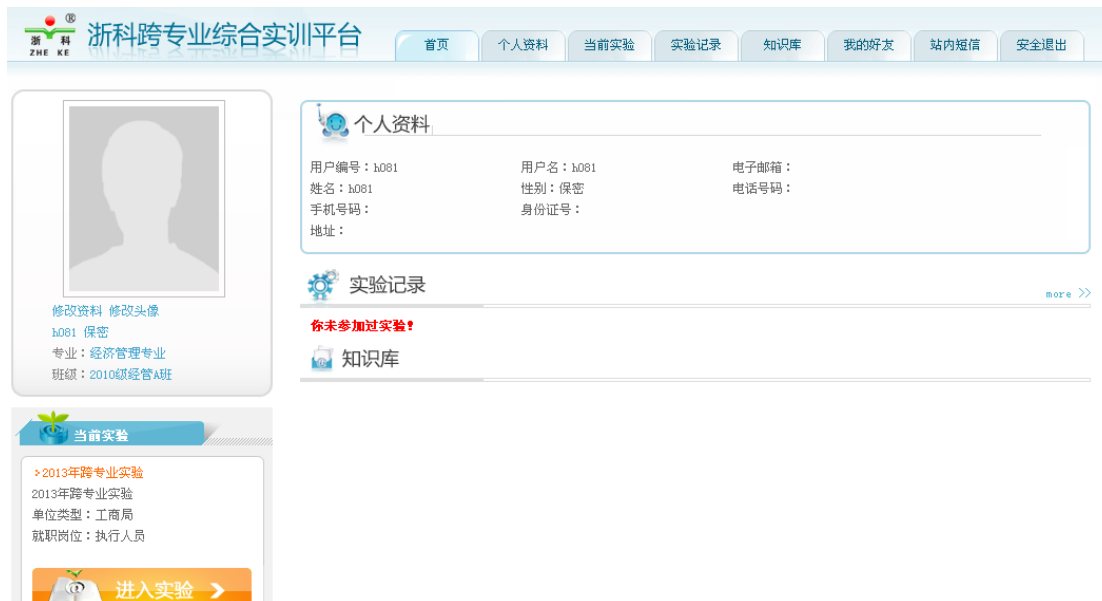 浙 科 ®
ZHE KE
浙科跨专业综合实训平台
首页 个人资料 当前实验 实验记录 知识库 我的好友 站内短信 安全退出
修改资料 修改头像
h081 保密
专业：经济管理专业
班级：2010级经管A班
当前实验
>2013年跨专业实验
2013年跨专业实验
单位类型：工商局
就职岗位：执行人员
@ 进入实验
个人资料
用户编号：h081 用户名：h081 电子邮箱：
姓名：h081 性别：保密 电话号码：
手机号码： 身份证号：
地址：
实验记录
more >>
你未参加过实验！
@ 知识库